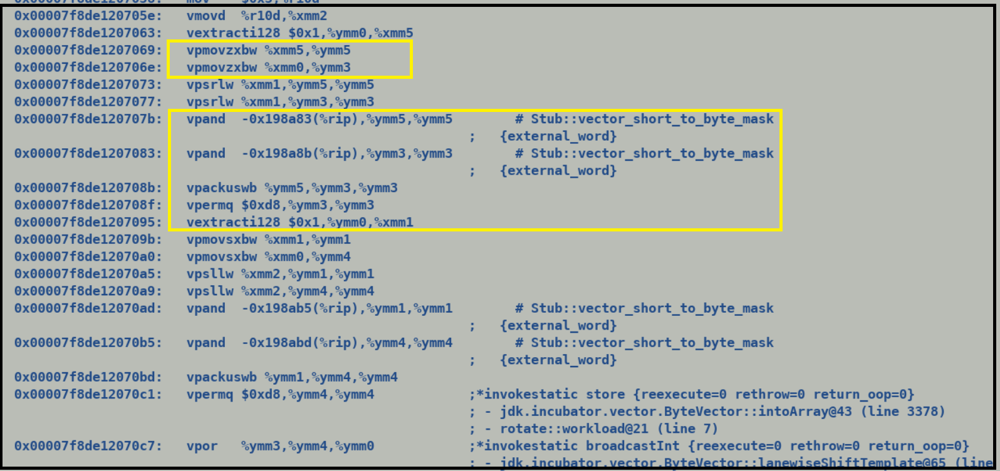 0x00007f8de120705e: vmovd %r10d,%xmm2
0x00007f8de1207063: vextracti128 $0x1,%ymm0,%xmm5
0x00007f8de1207069: vpmovzxbw %xmm5,%ymm5
0x00007f8de120706e: vpmovzxbw %xmm0,%ymm3
0x00007f8de1207073: vpsrlw %xmm1,%ymm5,%ymm5
0x00007f8de1207077: vpsrlw %xmm1,%ymm3,%ymm3
0x00007f8de120707b: vpand -0x198a83(%rip),%ymm5,%ymm5 # Stub::vector_short_to_byte_mask
; {external_word}
0x00007f8de1207083: vpand -0x198a8b(%rip),%ymm3,%ymm3 # Stub::vector_short_to_byte_mask
; {external_word}
0x00007f8de120708b: vpackuswb %ymm5,%ymm3,%ymm3
0x00007f8de120708f: vpermq $0xd8,%ymm3,%ymm3
0x00007f8de1207095: vextracti128 $0x1,%ymm0,%xmm1
0x00007f8de120709b: vpmovsxbw %xmm1,%ymm1
0x00007f8de12070a0: vpmovsxbw %xmm0,%ymm4
0x00007f8de12070a5: vpsllw %xmm2,%ymm1,%ymm1
0x00007f8de12070a9: vpsllw %xmm2,%ymm4,%ymm4
0x00007f8de12070ad: vpand -0x198ab5(%rip),%ymm1,%ymm1 # Stub::vector_short_to_byte_mask
; {external_word}
0x00007f8de12070b5: vpand -0x198abd(%rip),%ymm4,%ymm4 # Stub::vector_short_to_byte_mask
; {external_word}
0x00007f8de12070bd: vpackuswb %ymm1,%ymm4,%ymm4
0x00007f8de12070c1: vpermq $0xd8,%ymm4,%ymm4 ;*invokestatic store {reexecute=0 rethrow=0 return_oop=0}
; - jdk.incubator.vector.ByteVector::intoArray@43 (line 3378)
; - rotate::workload@21 (line 7)
0x00007f8de12070c7: vpor %ymm3,%ymm4,%ymm0 ;*invokestatic broadcastInt {reexecute=0 rethrow=0 return_oop=0}
; - jdk.incubator.vector.ByteVector::lanewiseShiftTemplate@65 (line